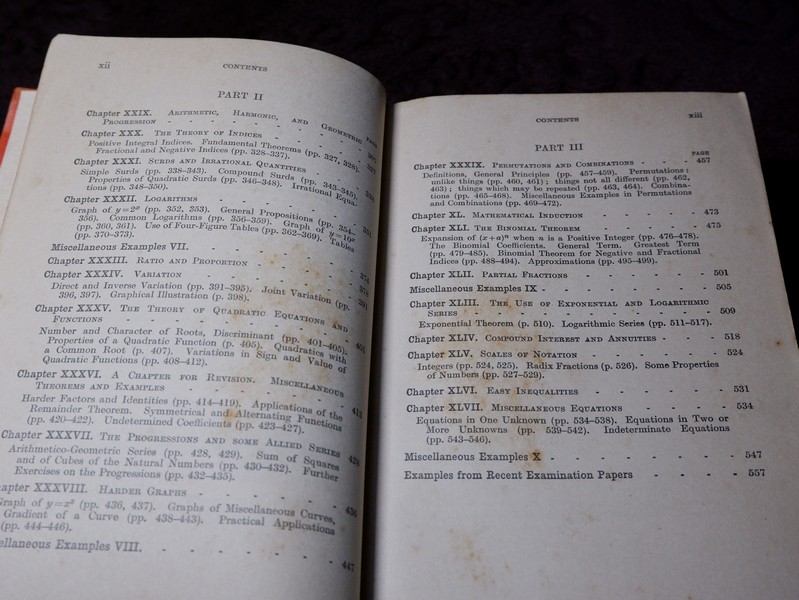 xii
CONTENTS
PART II
PAGE
Chapter XXIX. Arithmetic, Harmonic, and Geometric
Progression - - - - - - - - -
Chapter XXX. The Theory of Indices - - - - - -
Positive Integral Indices. Fundamental Theorems (pp. 327, 328).
Fractional and Negative Indices (pp. 328-337).
Chapter XXXI. Surds and Irrational Quantities - - - -
Simple Surds (pp. 338-343). Compound Surds (pp. 343-345).
Properties of Quadratic Surds (pp. 346-348). Irrational Equa-
tions (pp. 348-350).
Chapter XXXII. Logarithms - - - - - - 351
Graph of y=2ˣ (pp. 352, 253). General Propositions (pp. 354-
356). Common Logarithms (pp. 356-359). Graph of y=10ˣ
(pp. 360, 361). Use of Four-Figure Tables (pp. 362-369). Tables
(pp. 370-373).
Miscellaneous Examples VII. - - - - - - 374
Chapter XXXIII. Ratio and Proportion - - - - 378
Chapter XXXIV. Variation - - - - - - 391
Direct and Inverse Variation (pp. 391-395). Joint Variation (pp.
396, 397). Graphical Illustration (p. 398).
Chapter XXXV. The Theory of Quadratic Equations and
Functions - - - - - - - - -
Number and Character of Roots, Discriminant (pp. 401-405).
Properties of a Quadratic Function (p. 405). Quadratics with
a Common Root (p. 407). Variations in Sign and Value of
Quadratic Functions (pp. 408-412).
Chapter XXXVI. A Chapter for Revision. Miscellaneous
Theorems and Examples - - - - - - 413
Harder Factors and Identities (pp. 414-419). Applications of the
Remainder Theorem. Symmetrical and Alternating Functions
(pp. 420-422). Undetermined Coefficients (pp. 423-427).
Chapter XXXVII. The Progressions and some Allied Series 428
Arithmetico-Geometric Series (pp. 428, 429). Sum of Squares
and of Cubes of the Natural Numbers (pp. 430-432). Further
Exercises on the Progressions (pp. 432-435).
hapter XXXVIII. Harder Graphs - - - - - - 436
Graph of y=x³ (pp. 436, 437). Graphs of Miscellaneous Curves,
Gradient of a Curve (pp. 438-443). Practical Applications
(pp. 444-446).
ellaneous Examples VIII. - - - - - - 447
CONTENTS
xiii
PART III
PAGE
Chapter XXXIX. Permutations and Combinations - - - - 457
Definitions, General Principles (pp. 457-459). Permutations:
unlike things (pp. 460, 461); things not all different (pp. 462,
463); things which may be repeated (pp. 463, 464). Combina-
tions (pp. 465-468). Miscellaneous Examples in Permutations
and Combinations (pp. 469-472).
Chapter XL. Mathematical Induction - - - - - 473
Chapter XLI. The Binomial Theorem - - - - - 475
Expansion of (x+a)ⁿ when n is a Positive Integer (pp. 476-478).
The Binomial Coefficients. General Term. Greatest Term
(pp. 479-485). Binomial Theorem for Negative and Fractional
Indices (pp. 488-494). Approximations (pp. 495-499).
Chapter XLII. Partial Fractions - - - - - - 501
Miscellaneous Examples IX - - - - - - - - 505
Chapter XLIII. The Use of Exponential and Logarithmic
Series - - - - - - - - - - 509
Exponential Theorem (p. 510). Logarithmic Series (pp. 511-517).
Chapter XLIV. Compound Interest and Annuities - - - 518
Chapter XLV. Scales of Notation - - - - - - 524
Integers (pp. 524, 525). Radix Fractions (p. 526). Some Properties
of Numbers (pp. 527-529).
Chapter XLVI. Easy Inequalities - - - - - - 531
Chapter XLVII. Miscellaneous Equations - - - - - 534
Equations in One Unknown (pp. 534-538). Equations in Two or
More Unknowns (pp. 539-542). Indeterminate Equations
(pp. 543-546).
Miscellaneous Examples X - - - - - - - - 547
Examples from Recent Examination Papers - - - - 557